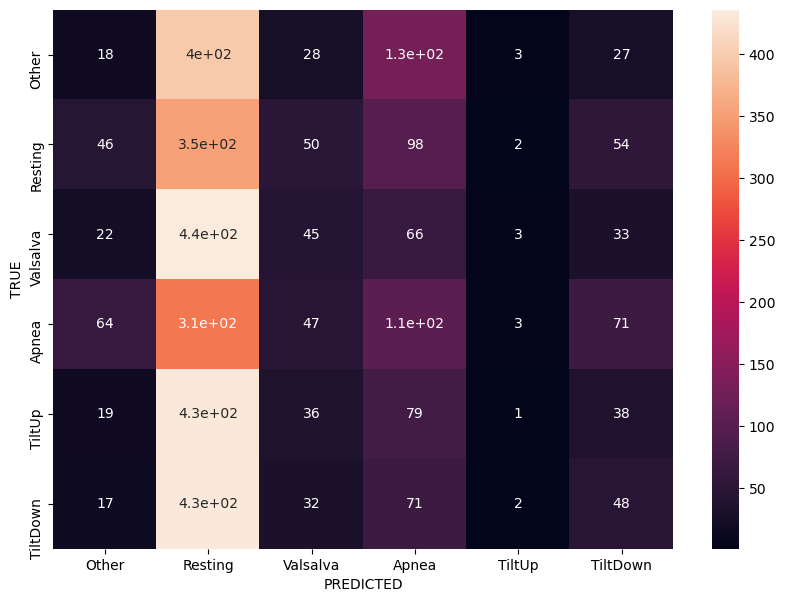 Other 18 4e+02 28 1.3e+02 3 27
Resting 46 3.5e+02 50 98 2 54
Valsalva 22 4.4e+02 45 66 3 33
Apnea 64 3.1e+02 47 1.1e+02 3 71
TiltUp 19 4.3e+02 36 79 1 38
TiltDown 17 4.3e+02 32 71 2 48
TRUE
Other Resting Valsalva Apnea TiltUp TiltDown
PREDICTED
400
350
300
250
200
150
100
50